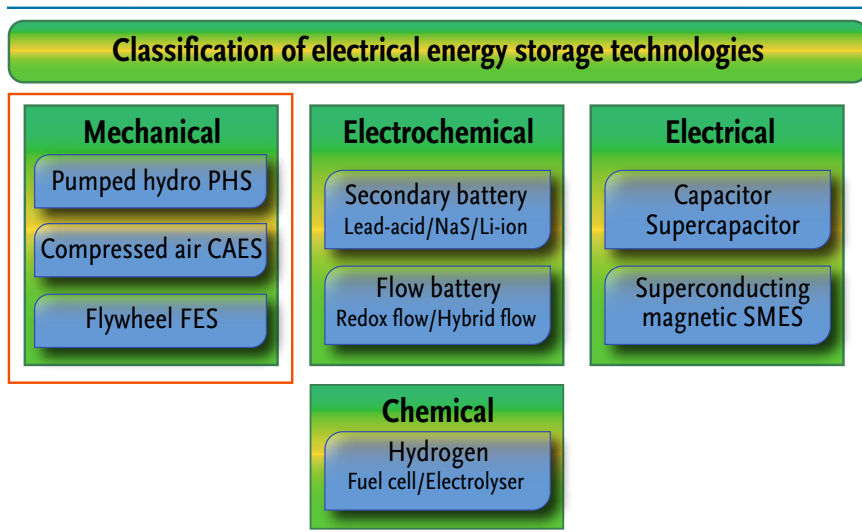 Classification of electrical energy storage technologies
Mechanical
Pumped hydro PHS
Compressed air CAES
Flywheel FES
Electrochemical
Secondary battery
Lead-acid/NaS/Li-ion
Flow battery
Redox flow/Hybrid flow
Electrical
Capacitor
Supercapacitor
Superconducting
magnetic SMES
Chemical
Hydrogen
Fuel cell/Electrolyser